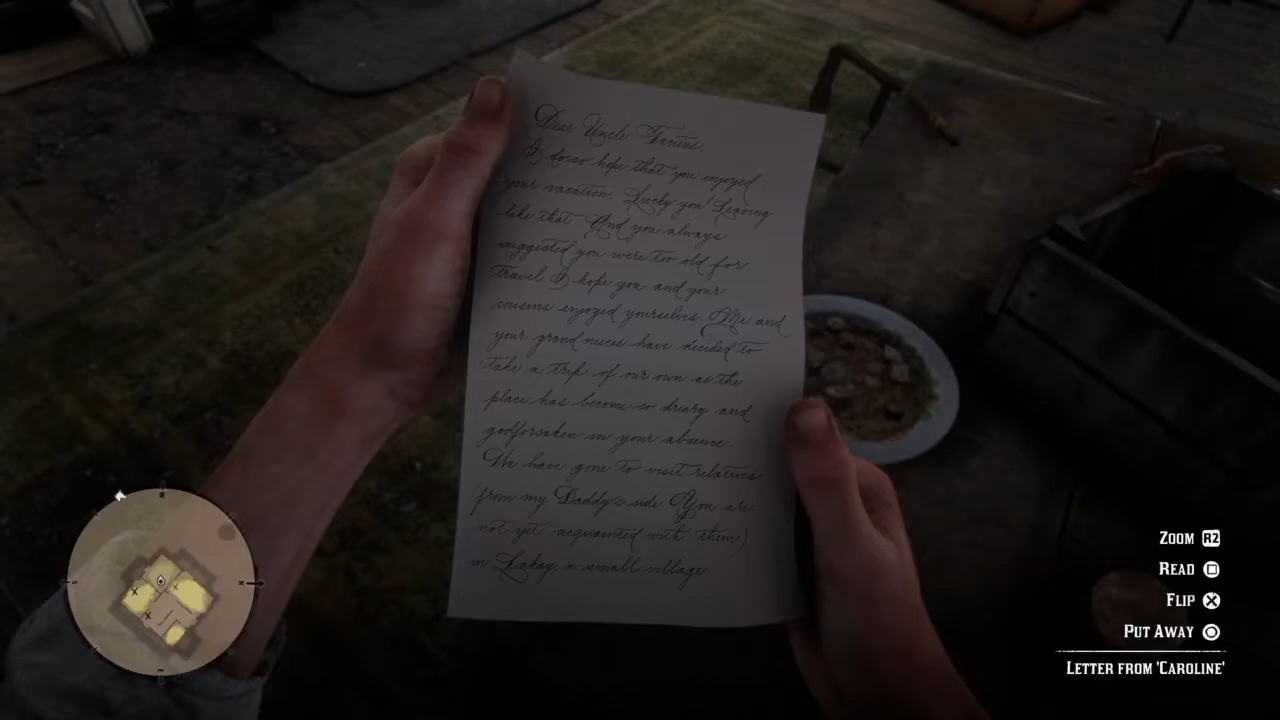 Dear Uncle Tacitus,
I dooo hope that you enjoyed
your vacation. Lucky you! Leaving
like that. And you always
suggested you were too old for
travel. I hope you and your
cousins enjoyed yourselves. Me and
your grand nieces have decided to
take a trip of our own as the
place has become so dreary and
godforsaken in your absence.
We have gone to visit relatives
from my Daddy's side (You are
not yet acquainted with them)
in Lakay, a small village
ZOOM R2
READ
FLIP
PUT AWAY
LETTER FROM 'CAROLINE'